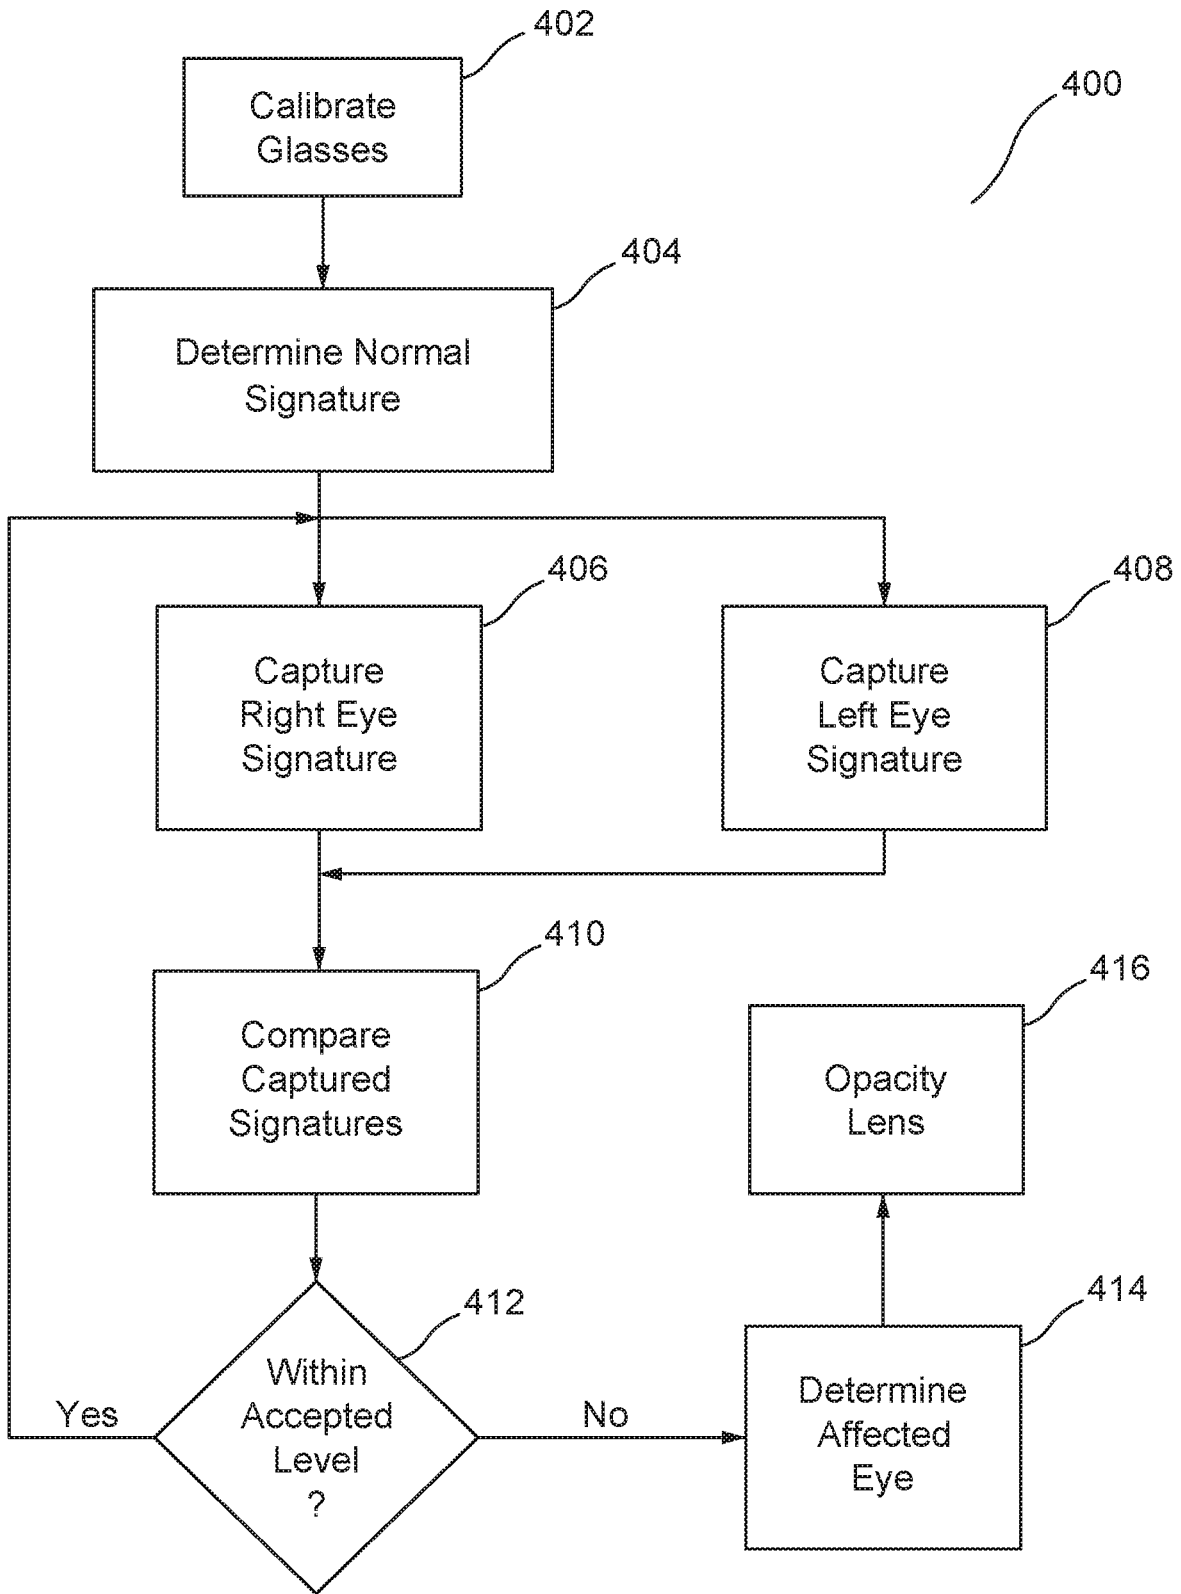 402
Calibrate
Glasses
400
404
Determine Normal
Signature
406
Capture
Right Eye
Signature
408
Capture
Left Eye
Signature
410
Compare
Captured
Signatures
416
Opacity
Lens
412
Within
Accepted
Level
?
Yes
No
414
Determine
Affected
Eye